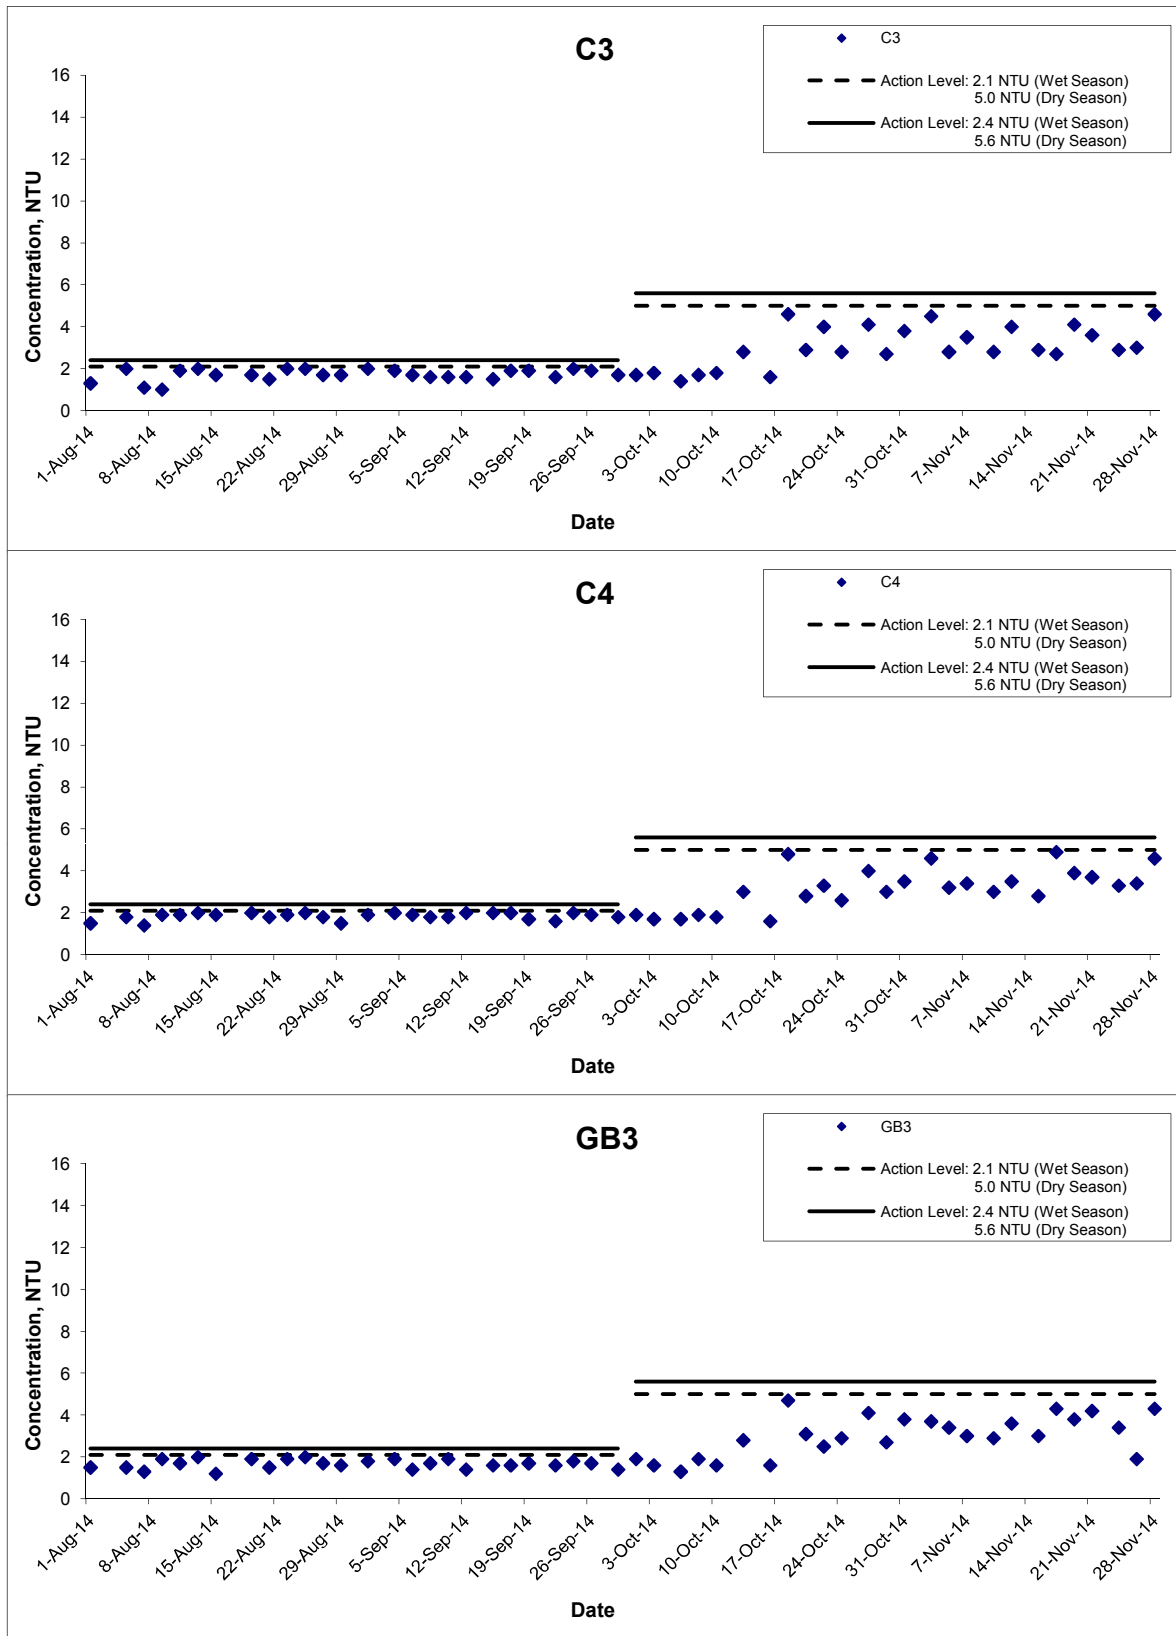 C3
C3
Action Level: 2.1 NTU (Wet Season)
5.0 NTU (Dry Season)
Action Level: 2.4 NTU (Wet Season)
5.6 NTU (Dry Season)
16
14
12
10
8
6
4
2
0
Concentration, NTU
1-Aug-14
8-Aug-14
15-Aug-14
22-Aug-14
29-Aug-14
5-Sep-14
12-Sep-14
19-Sep-14
26-Sep-14
3-Oct-14
10-Oct-14
17-Oct-14
24-Oct-14
31-Oct-14
7-Nov-14
14-Nov-14
21-Nov-14
28-Nov-14
Date
C4
C4
Action Level: 2.1 NTU (Wet Season)
5.0 NTU (Dry Season)
Action Level: 2.4 NTU (Wet Season)
5.6 NTU (Dry Season)
16
14
12
10
8
6
4
2
0
Concentration, NTU
1-Aug-14
8-Aug-14
15-Aug-14
22-Aug-14
29-Aug-14
5-Sep-14
12-Sep-14
19-Sep-14
26-Sep-14
3-Oct-14
10-Oct-14
17-Oct-14
24-Oct-14
31-Oct-14
7-Nov-14
14-Nov-14
21-Nov-14
28-Nov-14
Date
GB3
GB3
Action Level: 2.1 NTU (Wet Season)
5.0 NTU (Dry Season)
Action Level: 2.4 NTU (Wet Season)
5.6 NTU (Dry Season)
16
14
12
10
8
6
4
2
0
Concentration, NTU
1-Aug-14
8-Aug-14
15-Aug-14
22-Aug-14
29-Aug-14
5-Sep-14
12-Sep-14
19-Sep-14
26-Sep-14
3-Oct-14
10-Oct-14
17-Oct-14
24-Oct-14
31-Oct-14
7-Nov-14
14-Nov-14
21-Nov-14
28-Nov-14
Date